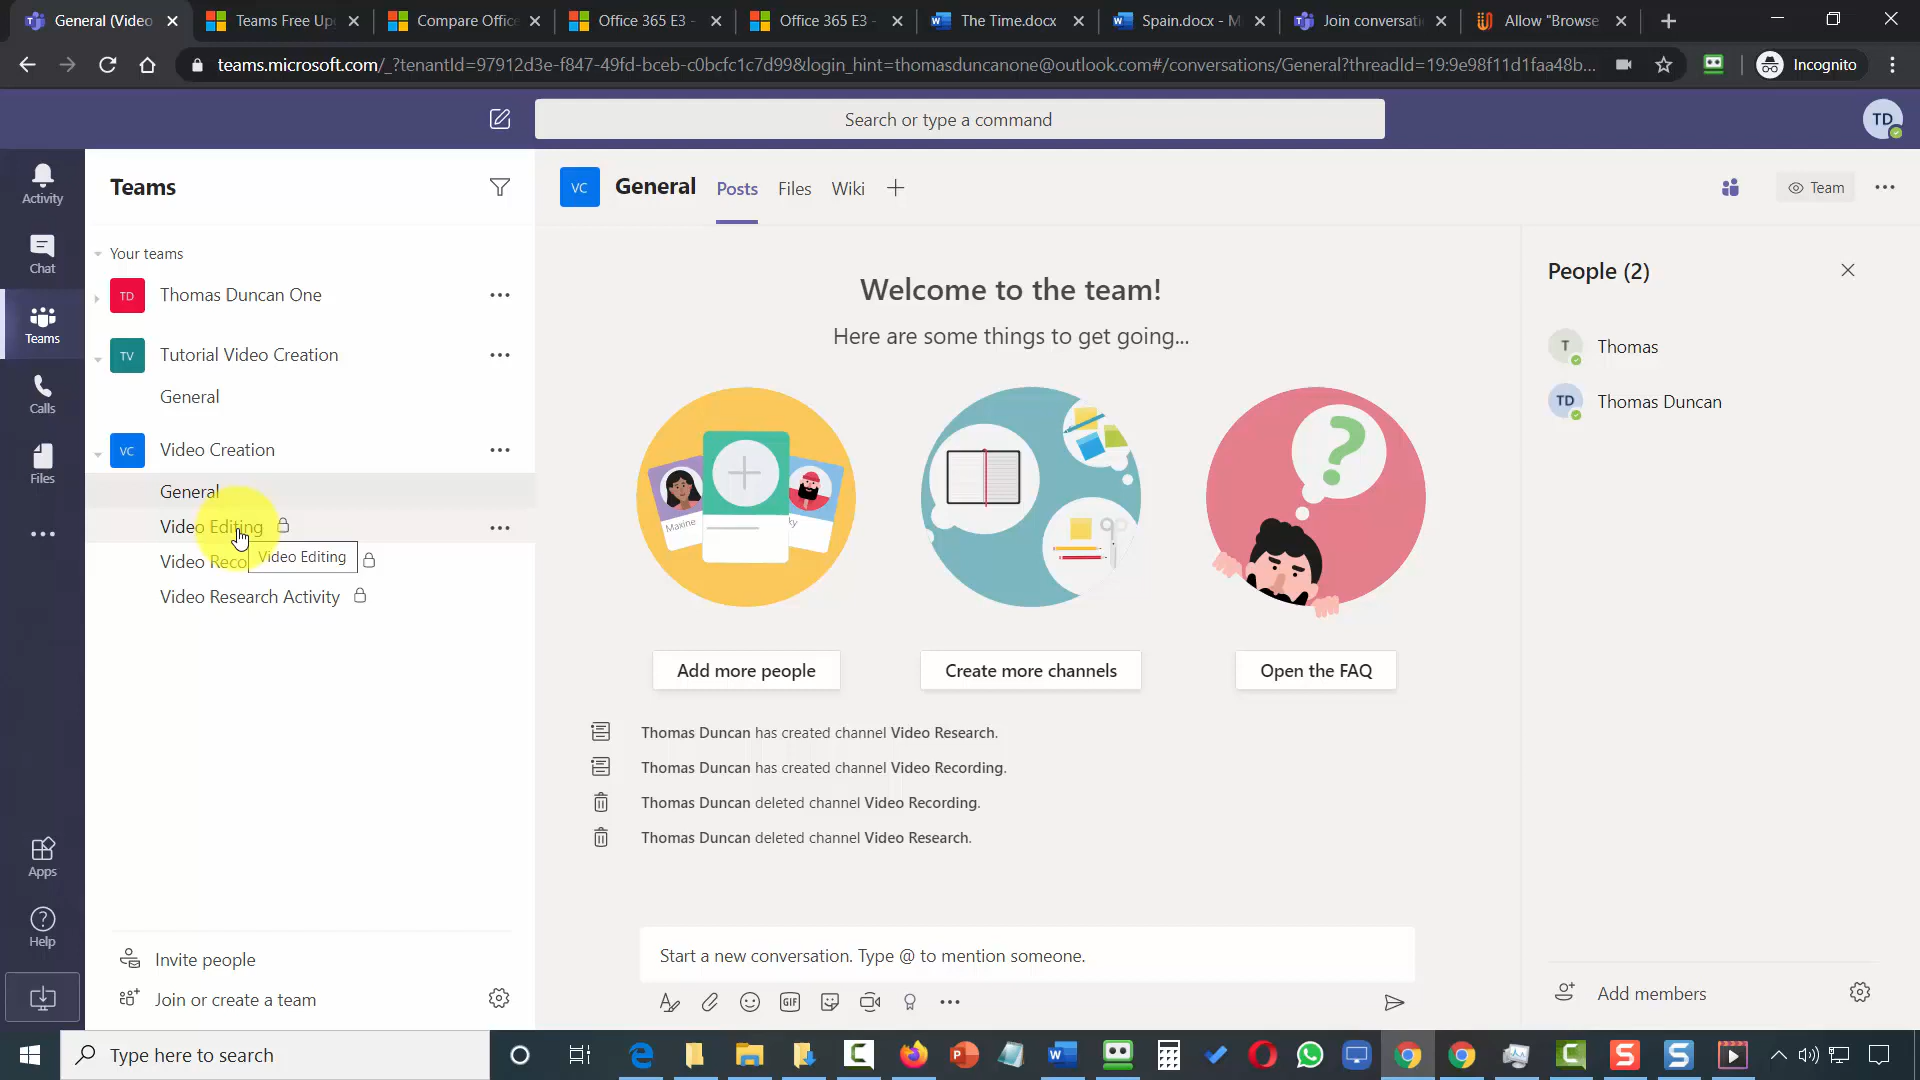 General (Video
Teams Free Up
Compare Office
Office 365 E3 -
Office 365 E3 -
The Time.docx
Spain.docx - M
Join conversati
Allow "Browse
teams.microsoft.com/_?tenantId=97912d3e-f847-49fd-bceb-c0bcfc1c7d99&login_hint=thomasduncanone@outlook.com#/conversations/General?threadId=19:9e98f11d1faa48b...
Incognito
Search or type a command
TD
Activity
Chat
Teams
Calls
Files
Apps
Help
Teams
Your teams
TD
Thomas Duncan One
TV
Tutorial Video Creation
General
VC
Video Creation
General
Video Editing
Video Editing
Video Reco
Video Research Activity
Invite people
Join or create a team
VC
General
Posts
Files
Wiki
Team
Welcome to the team!
Here are some things to get going...
Maxine
ky
Add more people
Create more channels
Open the FAQ
Thomas Duncan has created channel Video Research.
Thomas Duncan has created channel Video Recording.
Thomas Duncan deleted channel Video Recording.
Thomas Duncan deleted channel Video Research.
Start a new conversation. Type @ to mention someone.
GIF
People (2)
T
Thomas
TD
Thomas Duncan
Add members
Type here to search